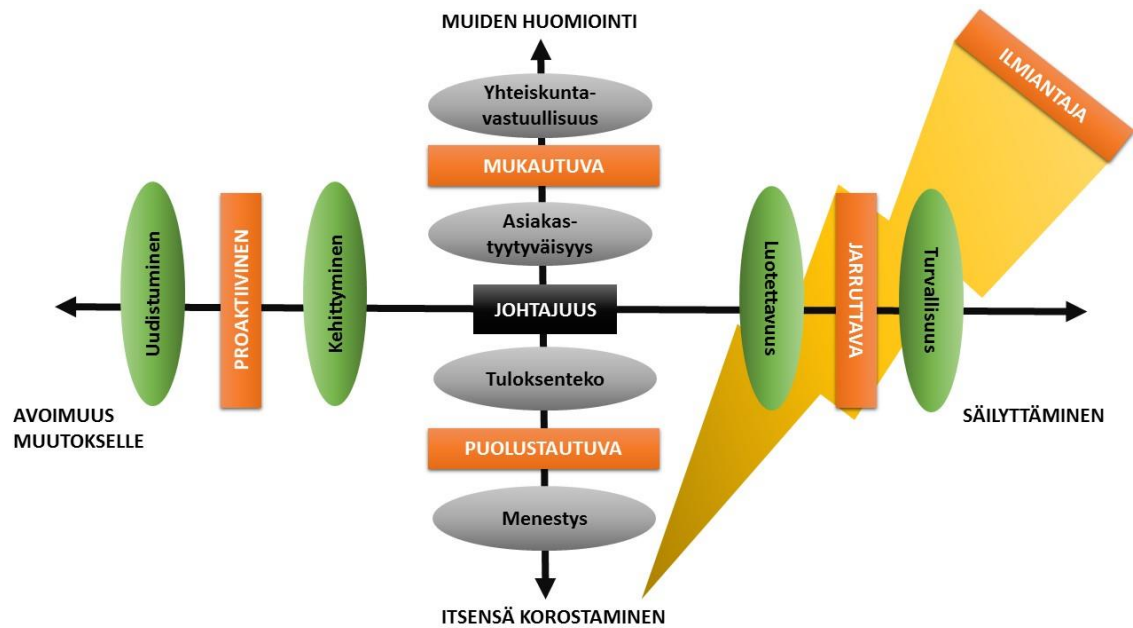 MUIDEN HUOMIOINTI
Yhteiskunta-
vastuullisuus
MUKAUTUVA
Asiakas-
tyytyväisyys
JOHTAJUUS
Tuloksenteko
PUOLUSTAUTUVA
Menestys
ITSENSÄ KOROSTAMINEN
Uudistuminen
PROAKTIIVINEN
Kehittyminen
AVOIMUUS
MUUTOKSELLE
Luotettavuus
JARRUTTAVA
Turvallisuus
SÄILYTTÄMINEN
ILMIANTAJA